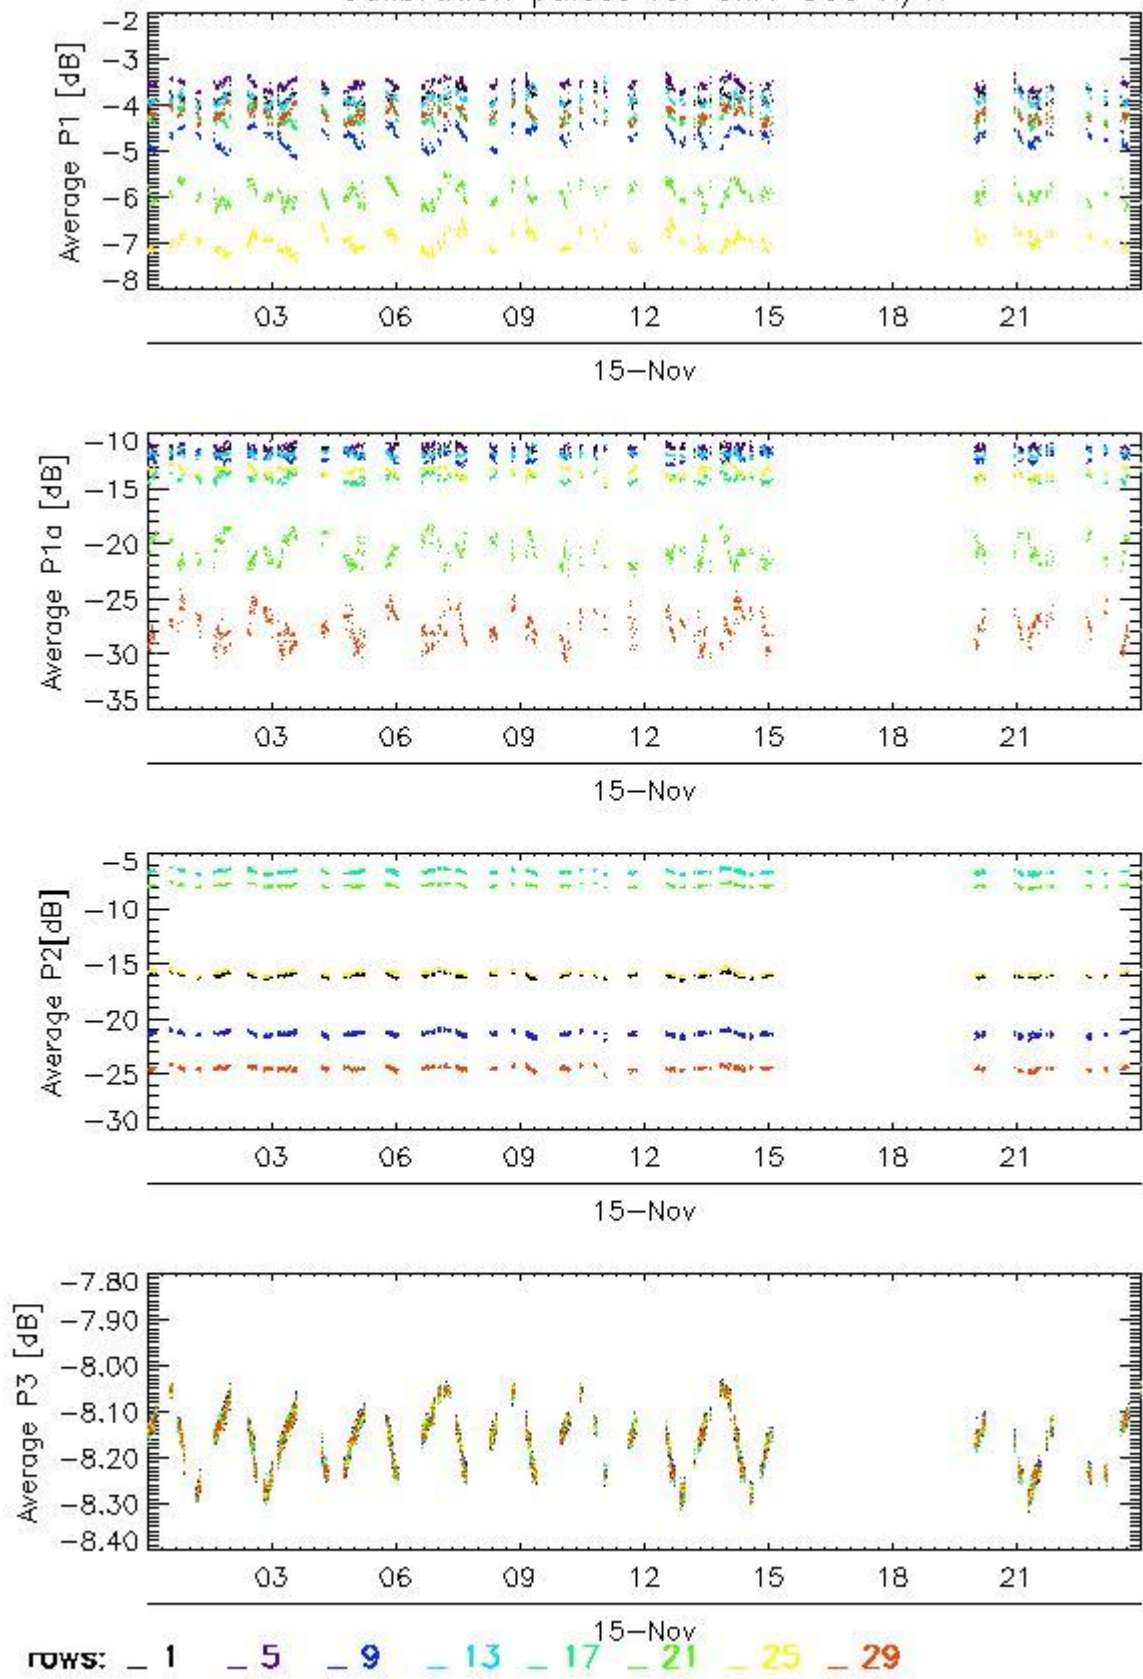 -2
-3
-4
-5
-6
-7
-8
Average P1 [dB]
03 06 09 12 15 18 21
15-Nov
-10
-15
-20
-25
-30
-35
Average P1a [dB]
03 06 09 12 15 18 21
15-Nov
-5
-10
-15
-20
-25
-30
Average P2[dB]
03 06 09 12 15 18 21
15-Nov
-7.80
-7.90
-8.00
-8.10
-8.20
-8.30
-8.40
Average P3 [dB]
03 06 09 12 15 18 21
15-Nov
rows: _ 1 _ 5 _ 9 _ 13 _ 17 _ 21 _ 25 _ 29